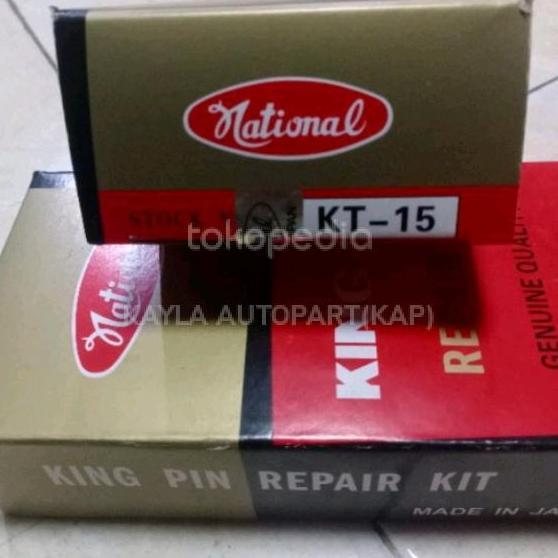 National
STOCK
KT-15
tokopedia
KAYLA AUTOPART(KAP)
National
KING
RE
GENUINE QUALI
KING PIN REPAIR KIT
MADE IN JA